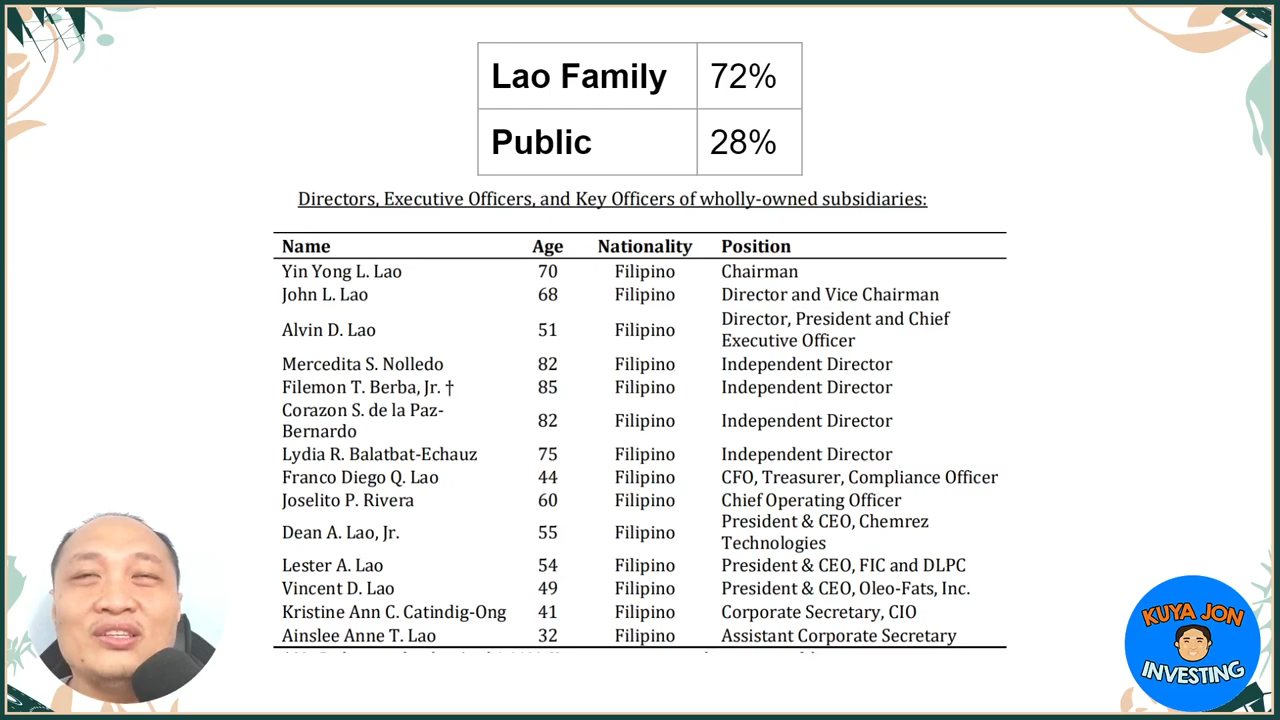 Lao Family 72%
Public 28%
Directors, Executive Officers, and Key Officers of wholly-owned subsidiaries:
Name Age Nationality Position
Yin Yong L. Lao 70 Filipino Chairman
John L. Lao 68 Filipino Director and Vice Chairman
Alvin D. Lao 51 Filipino Director, President and Chief
Executive Officer
Mercedita S. Nolledo 82 Filipino Independent Director
Filemon T. Berba, Jr. † 85 Filipino Independent Director
Corazon S. de la Paz-
Bernardo 82 Filipino Independent Director
Lydia R. Balatbat-Echauz 75 Filipino Independent Director
Franco Diego Q. Lao 44 Filipino CFO, Treasurer, Compliance Officer
Joselito P. Rivera 60 Filipino Chief Operating Officer
Dean A. Lao, Jr. 55 Filipino President & CEO, Chemrez
Technologies
Lester A. Lao 54 Filipino President & CEO, FIC and DLPC
Vincent D. Lao 49 Filipino President & CEO, Oleo-Fats, Inc.
Kristine Ann C. Catindig-Ong 41 Filipino Corporate Secretary, CIO
Ainslee Anne T. Lao 32 Filipino Assistant Corporate Secretary
KUYA JON
INVESTING